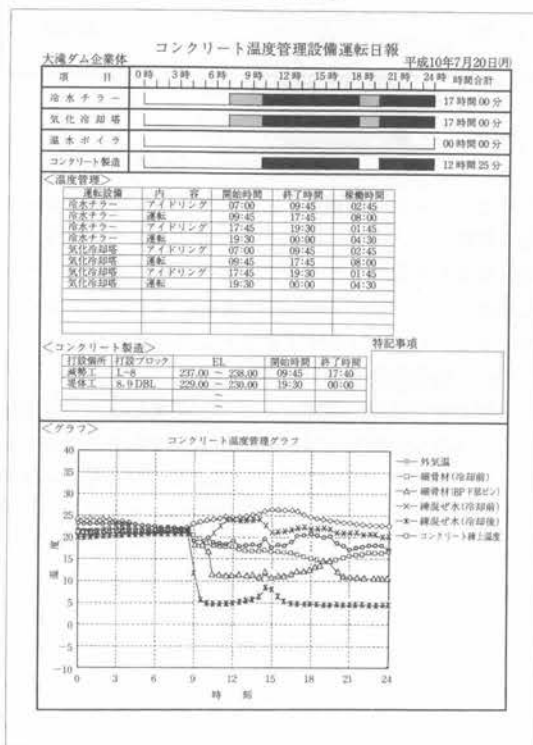 コンクリート温度管理設備運転日報
大滝ダム企業体 平成10年7月20日(月)
項 目 0時 3時 6時 9時 12時 15時 18時 21時 24時 時間合計
冷水チラー 17時間00分
気化冷却塔 17時間00分
温水ボイラ 00時間00分
コンクリート製造 12時間25分
<温度管理>
運転設備 内 容 開始時間 終了時間 稼働時間
冷水チラー アイドリング 07:00 09:45 02:45
冷水チラー 運転 09:45 17:45 08:00
冷水チラー アイドリング 17:45 19:30 01:45
冷水チラー 運転 19:30 00:00 04:30
気化冷却塔 アイドリング 07:00 09:45 02:45
気化冷却塔 運転 09:45 17:45 08:00
気化冷却塔 アイドリング 17:45 19:30 01:45
気化冷却塔 運転 19:30 00:00 04:30
<コンクリート製造> 特記事項
打設個所 打設ブロック EL 開始時間 終了時間
減勢工 L-8 237.00 ~ 238.00 09:45 17:40
堤体工 8.9DBL 229.00 ~ 230.00 19:30 00:00
~
~
<グラフ>
コンクリート温度管理グラフ
40
35
30
25
20
15
10
5
0
-5
-10
温度
0 3 6 9 12 15 18 21 24
時 刻
外気温
細骨材(冷却前)
細骨材(BP下部ビン)
練混ぜ水(冷却前)
練混ぜ水(冷却後)
コンクリート練上温度